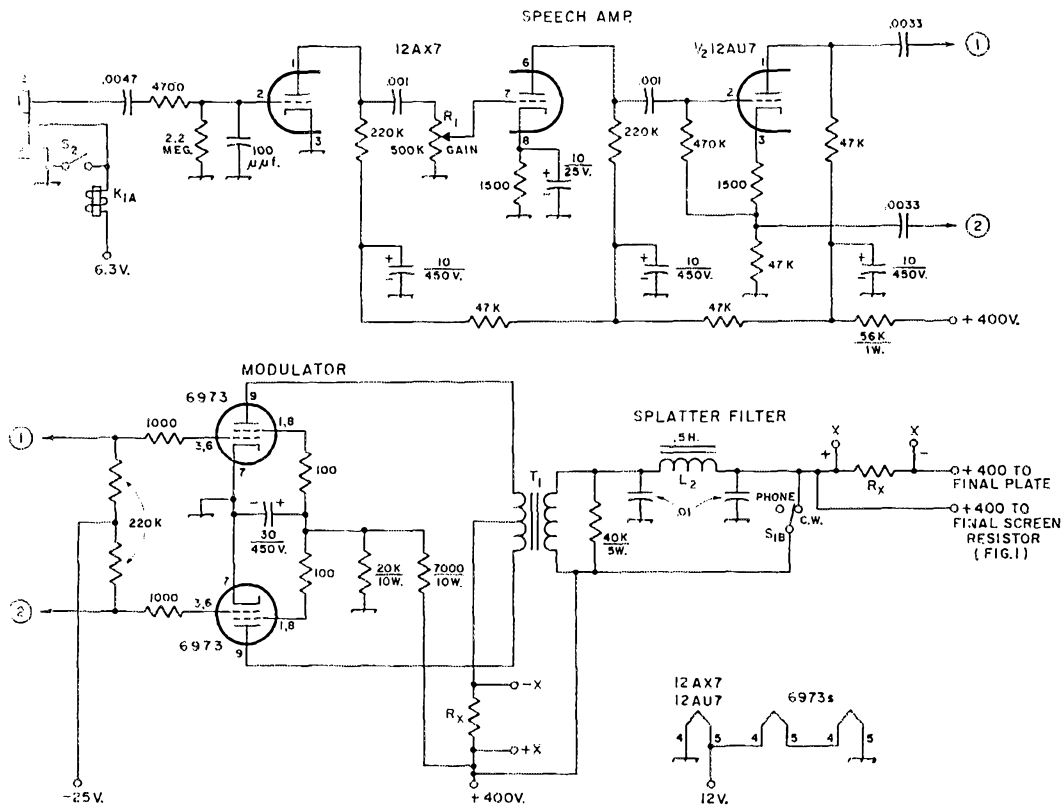 SPEECH AMP.
12AX7
½ 12AU7
.0047
4700
2.2 MEG.
100 µµf.
S2
K1A
6.3V.
1
2
3
220K
.001
R1
500K
GAIN
6
7
8
1500
10/25V.
220K
.001
470K
1
2
3
1500
47K
47K
.0033
1
.0033
2
10/450V.
10/450V.
10/450V.
47K
47K
56K/1W.
+400V.
MODULATOR
6973
9
1,8
3,6
7
1
1000
100
220K
30/450V.
20K/10W.
7000/10W.
100
2
1000
7
3,6
1,8
9
6973
-25V.
T1
RX
-X
+X
+400V.
SPLATTER FILTER
.5H.
L2
.01
40K/5W.
PHONE
C.W.
S1B
X
+
X
-
RX
+400 TO
FINAL PLATE
+400 TO
FINAL SCREEN
RESISTOR
(FIG.1)
12AX7
12AU7
6973s
4
5
4
5
4
5
12V.